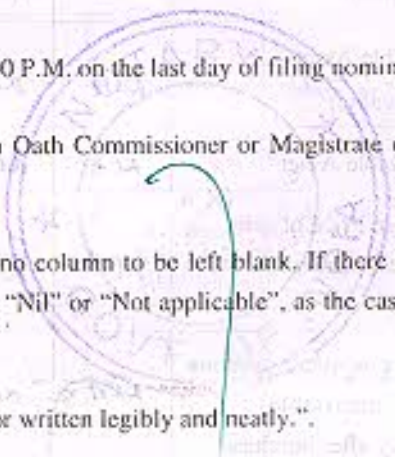 0 P.M. on the last day of filing nomin
Oath Commissioner or Magistrate
no column to be left blank. If there
"Nil" or "Not applicable", as the cas
r written legibly and neatly.".
NOTARY